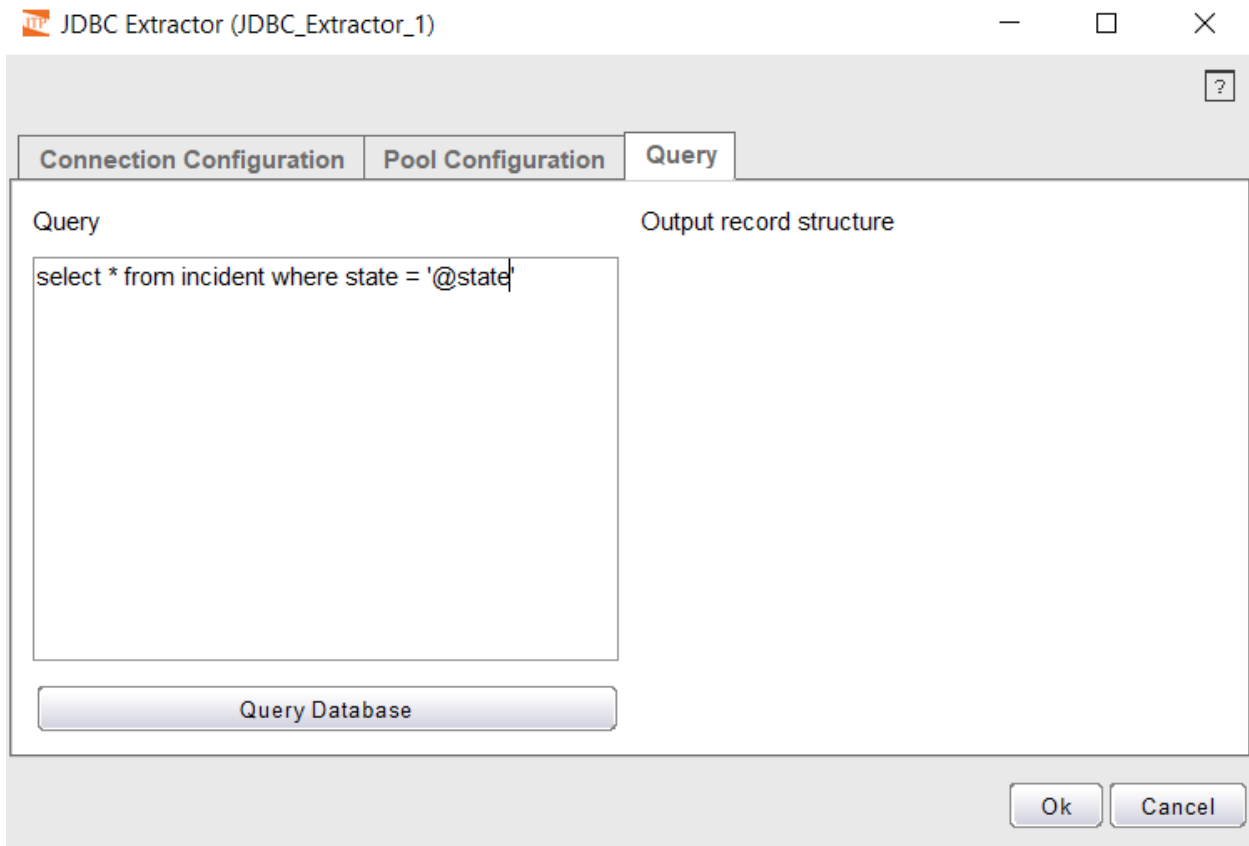 ITP JDBC Extractor (JDBC_Extractor_1)
?
Connection Configuration Pool Configuration Query
Query Output record structure
select * from incident where state = '@state'
Query Database
Ok Cancel